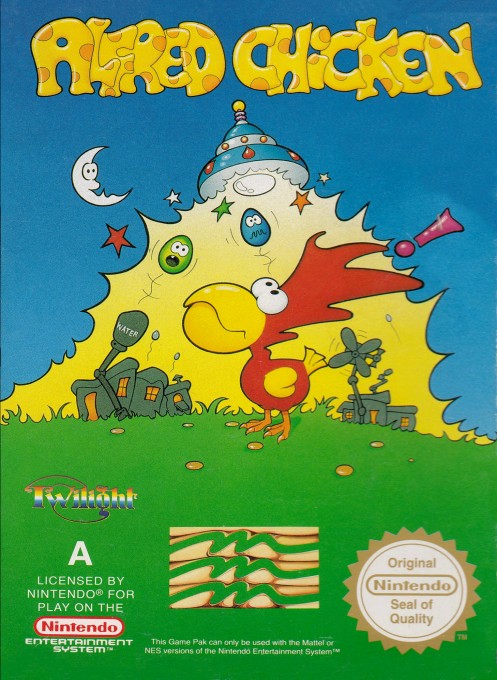 ALFRED CHICKEN
!
WATER
Twilight
A
LICENSED BY
NINTENDO® FOR
PLAY ON THE
Nintendo
ENTERTAINMENT
SYSTEM™
This Game Pak can only be used with the Mattel or
NES versions of the Nintendo Entertainment System™
Original
Nintendo
Seal of
Quality
TM